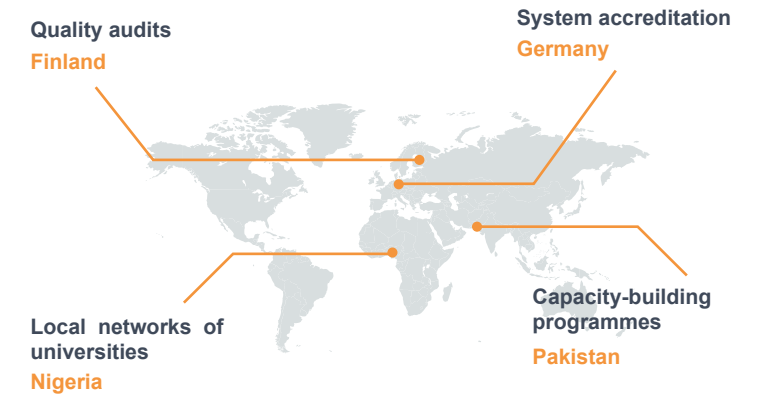 Quality audits
Finland
System accreditation
Germany
Local networks of
universities
Nigeria
Capacity-building
programmes
Pakistan